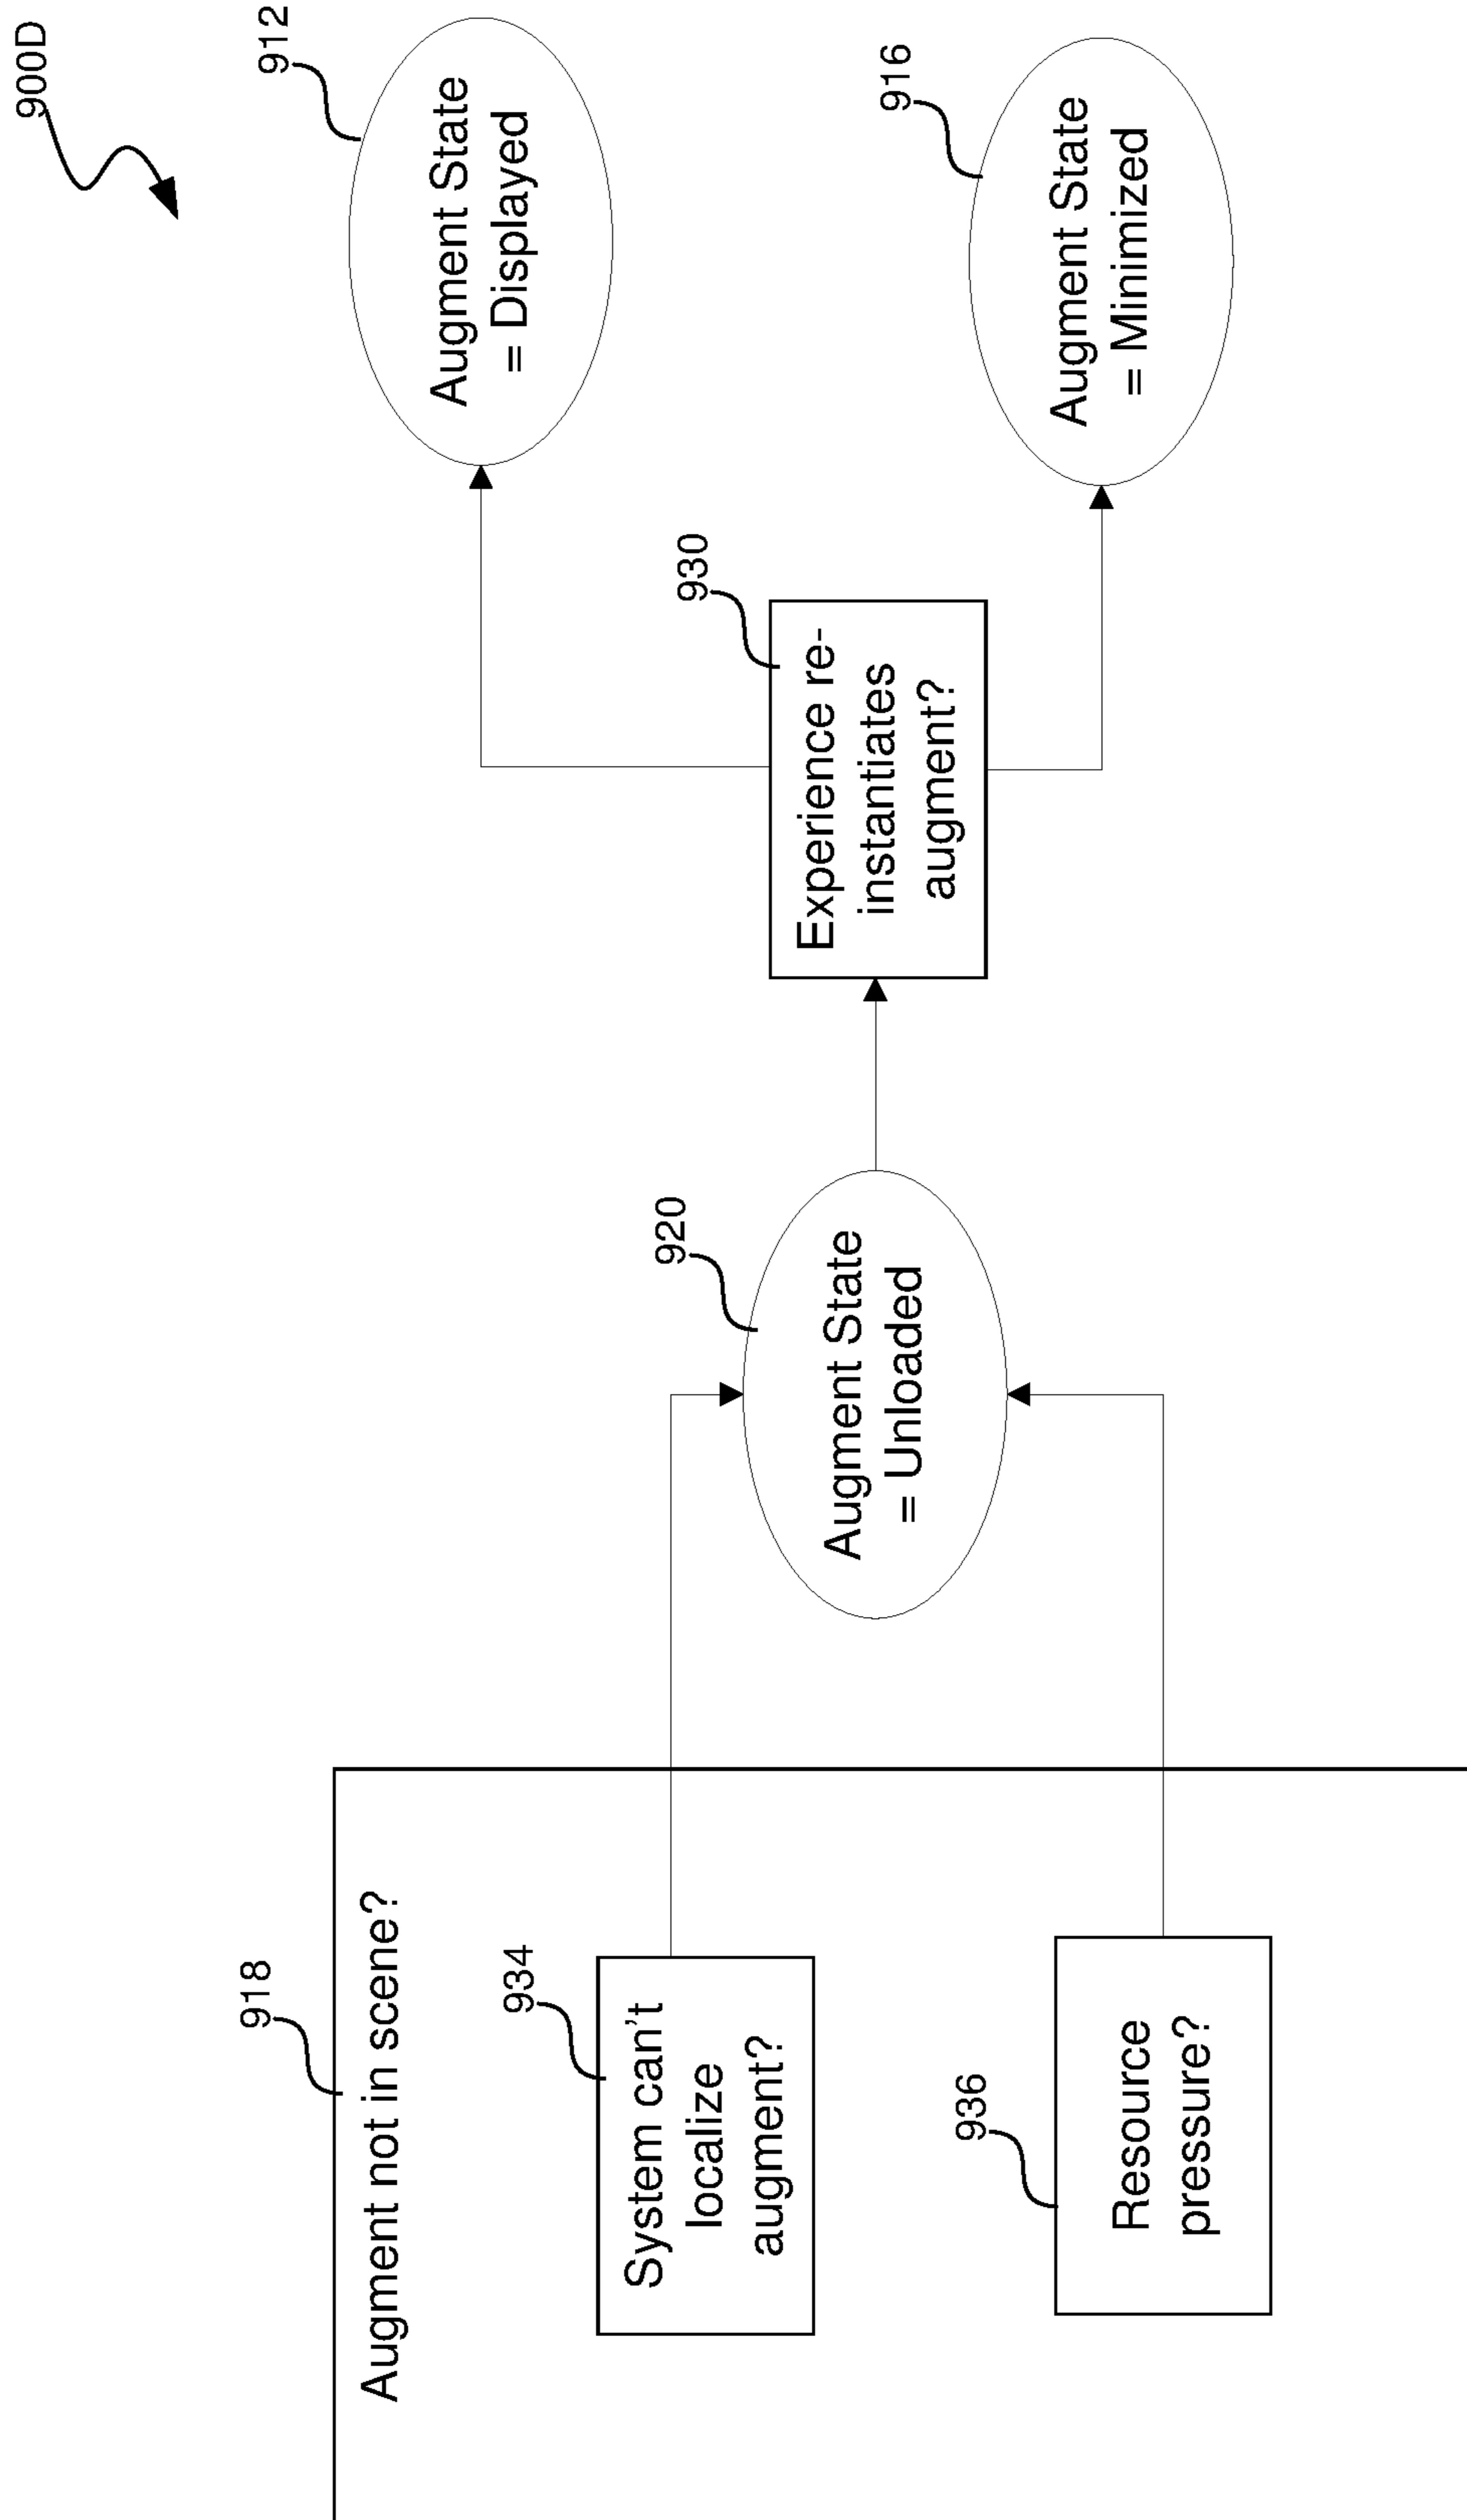 900D
918
Augment not in scene?
934
System can't
localize
augment?
936
Resource
pressure?
920
Augment State
= Unloaded
930
Experience re-
instantiates
augment?
912
Augment State
= Displayed
916
Augment State
= Minimized